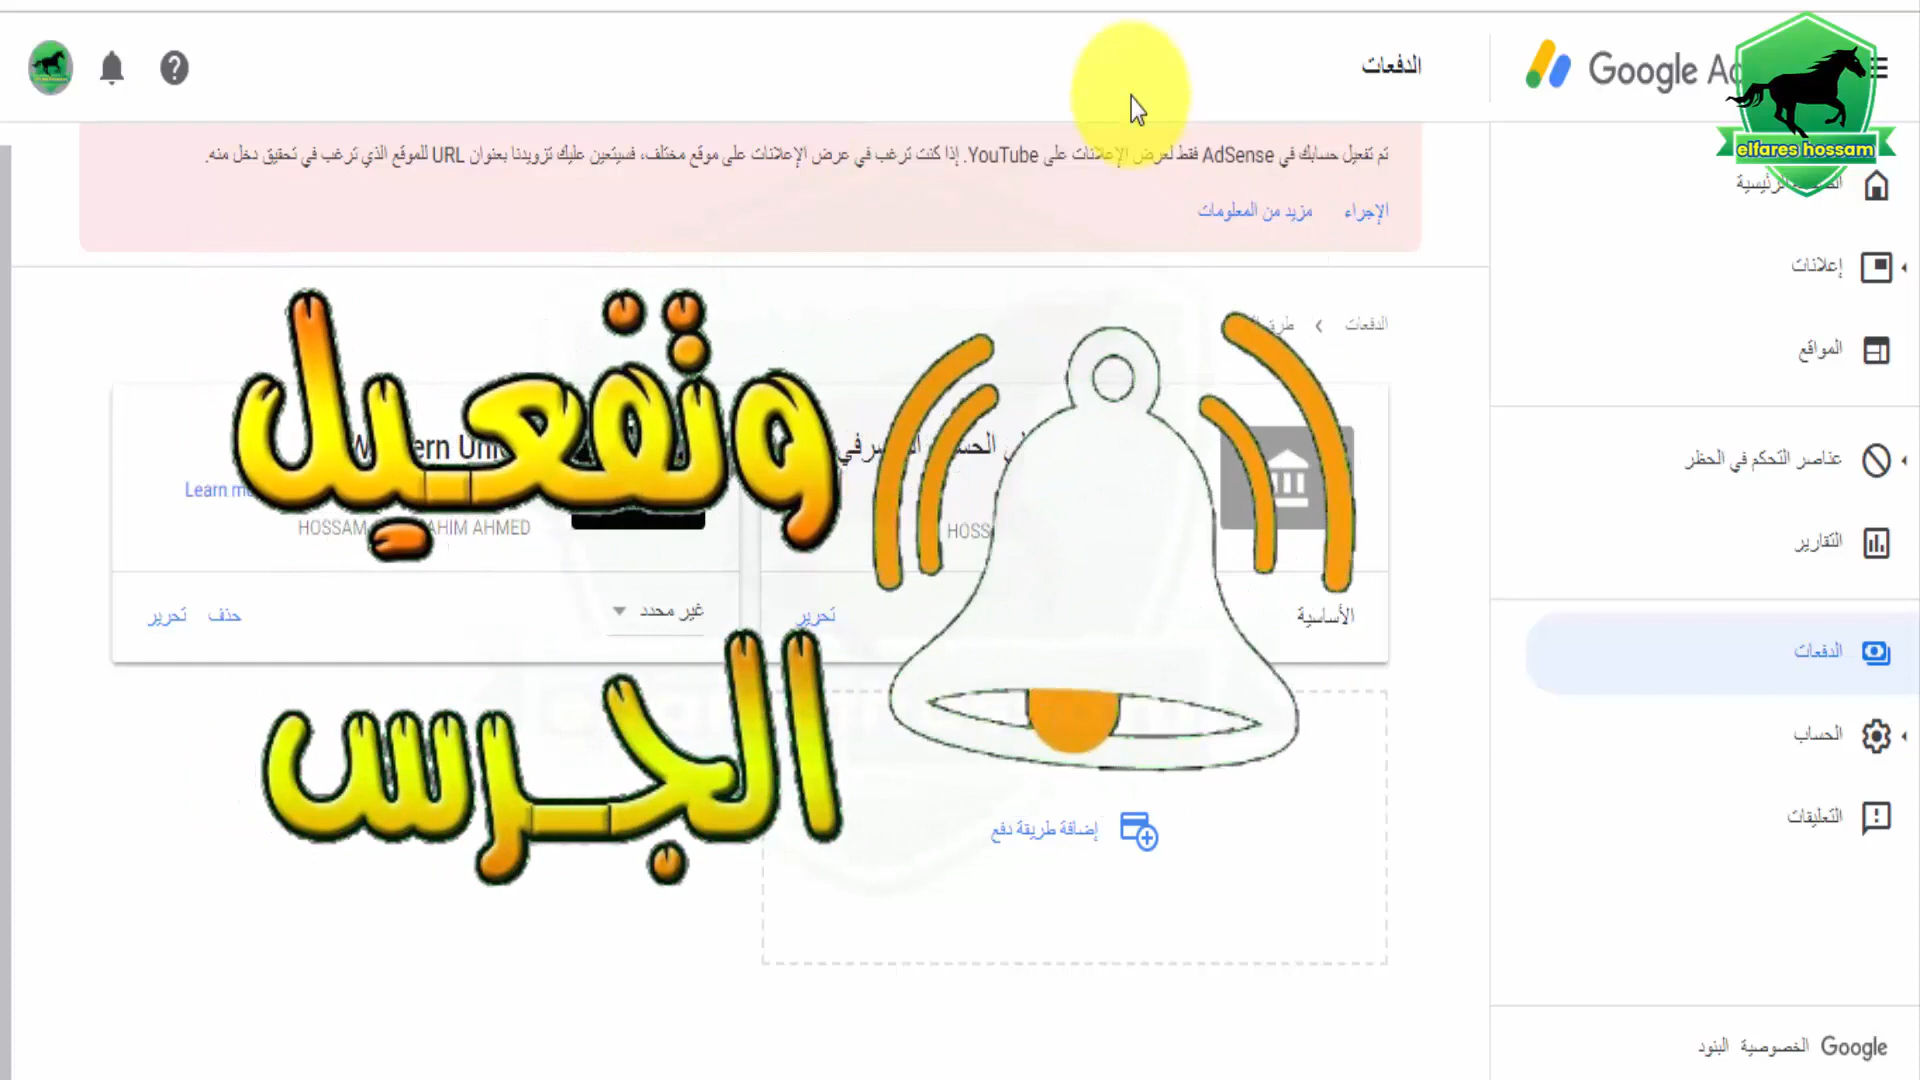 الدفعات
Google
elfares hossam
تم تفعيل حسابك في AdSense فقط لعرض الإعلانات على YouTube. إذا كنت ترغب في عرض الإعلانات على موقع مختلف، فسيتعين عليك تزويدنا بعنوان URL للموقع الذي ترغب في تحقيق دخل منه.
الإجراء
مزيد من المعلومات
إعلانات
المواقع
عناصر التحكم في الحظر
التقارير
الدفعات
الحساب
التعليقات
الدفعات
وتفعيل
Learn
AHIM AHMED
الأساسية
تحرير
غير محدد
حذف
تحرير
الجرس
إضافة طريقة دفع
Google الخصوصية البنود